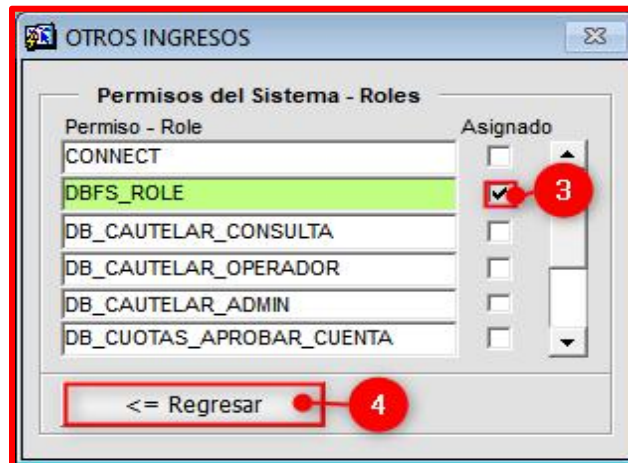 OTROS INGRESOS
Permisos del Sistema - Roles
Permiso - Role Asignado
CONNECT
DBFS_ROLE 3
DB_CAUTELAR_CONSULTA
DB_CAUTELAR_OPERADOR
DB_CAUTELAR_ADMIN
DB_CUOTAS_APROBAR_CUENTA
<= Regresar 4